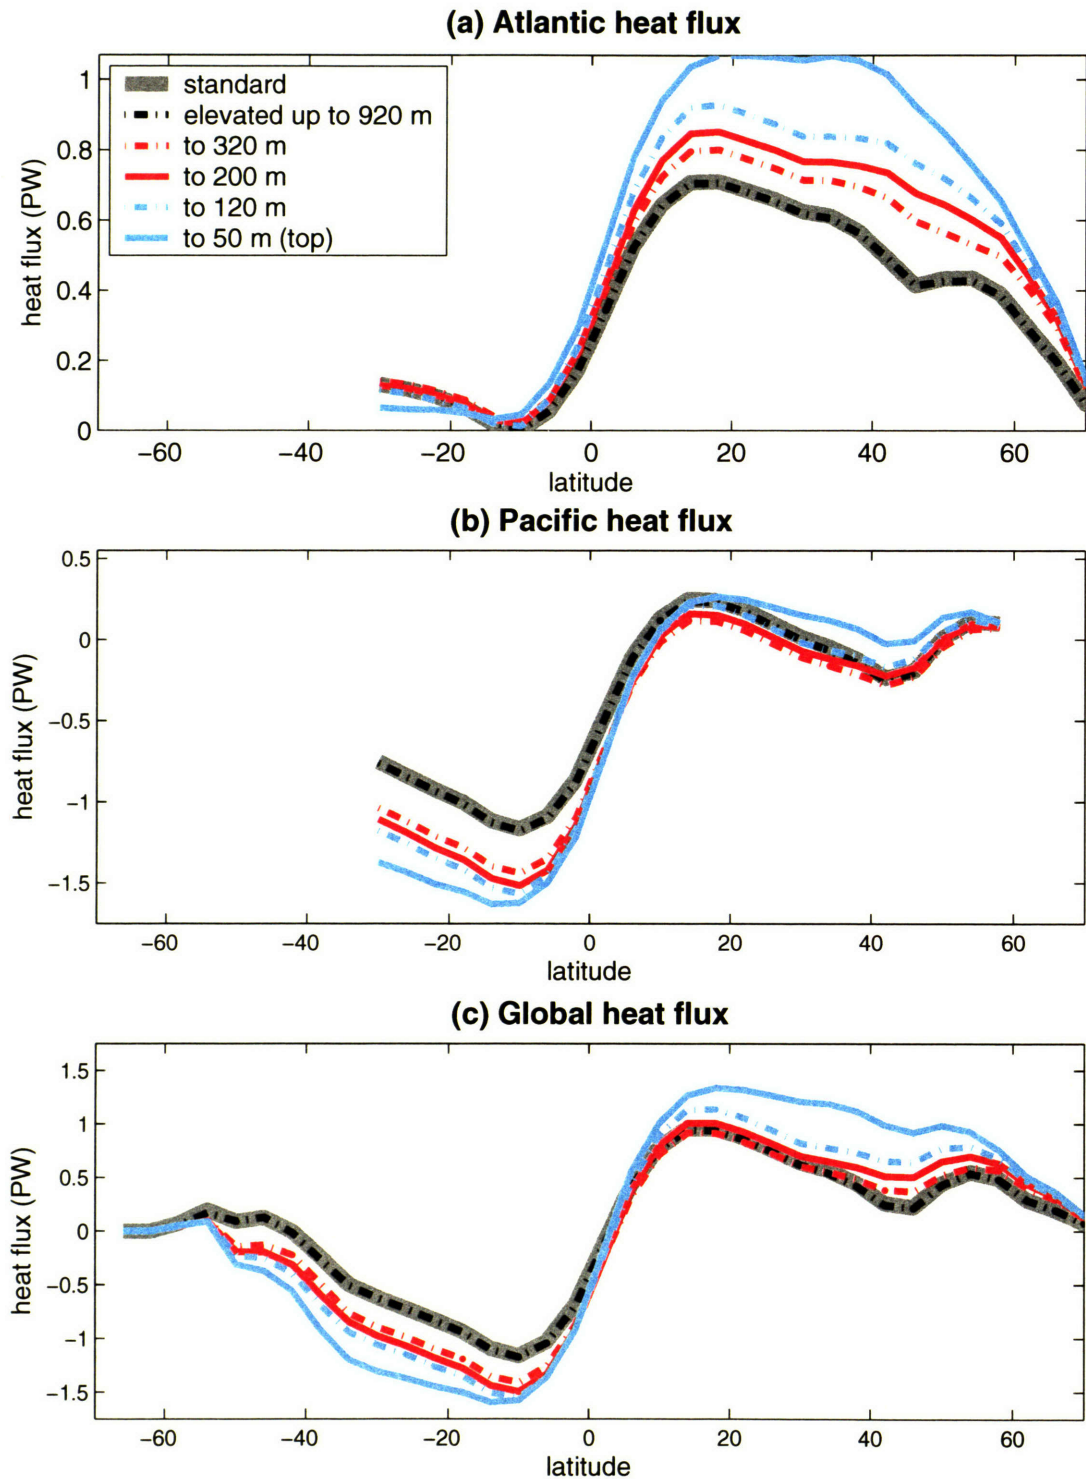 (a) Atlantic heat flux
1
0.8
0.6
0.4
0.2
0
heat flux (PW)
standard
elevated up to 920 m
to 320 m
to 200 m
to 120 m
to 50 m (top)
−60 −40 −20 0 20 40 60
latitude
(b) Pacific heat flux
0.5
0
−0.5
−1
−1.5
heat flux (PW)
−60 −40 −20 0 20 40 60
latitude
(c) Global heat flux
1.5
1
0.5
0
−0.5
−1
−1.5
heat flux (PW)
−60 −40 −20 0 20 40 60
latitude